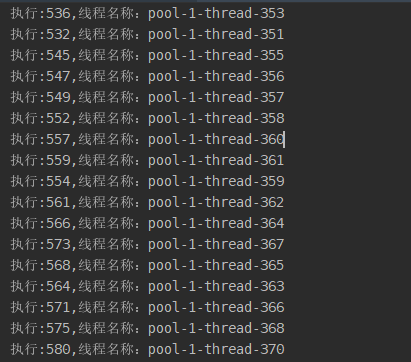 执行:536,线程名称：pool-1-thread-353
执行:532,线程名称：pool-1-thread-351
执行:545,线程名称：pool-1-thread-355
执行:547,线程名称：pool-1-thread-356
执行:549,线程名称：pool-1-thread-357
执行:552,线程名称：pool-1-thread-358
执行:557,线程名称：pool-1-thread-360
执行:559,线程名称：pool-1-thread-361
执行:554,线程名称：pool-1-thread-359
执行:561,线程名称：pool-1-thread-362
执行:566,线程名称：pool-1-thread-364
执行:573,线程名称：pool-1-thread-367
执行:568,线程名称：pool-1-thread-365
执行:564,线程名称：pool-1-thread-363
执行:571,线程名称：pool-1-thread-366
执行:575,线程名称：pool-1-thread-368
执行:580,线程名称：pool-1-thread-370